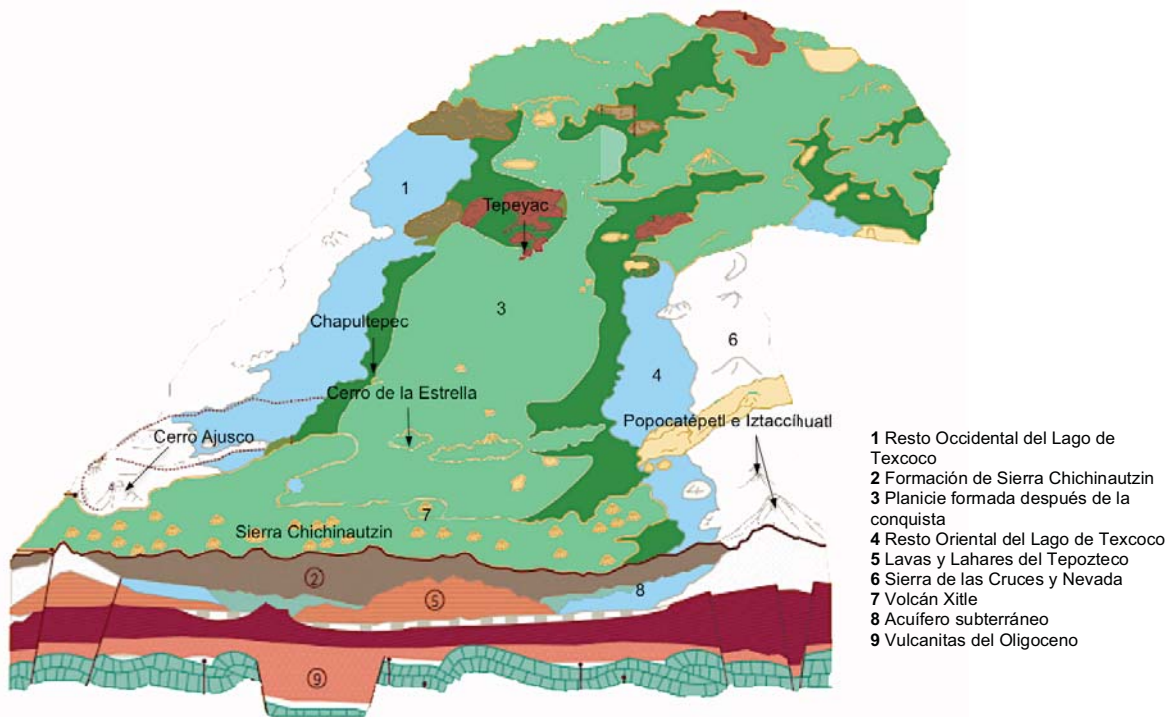 1
Tepeyac
3
Chapultepec
6
4
Cerro de la Estrella
Popocatépetl e Iztaccíhuatl
Cerro Ajusco
7
Sierra Chichinautzin
②
⑤
8
⑨
1 Resto Occidental del Lago de
Texcoco
2 Formación de Sierra Chichinautzin
3 Planicie formada después de la
conquista
4 Resto Oriental del Lago de Texcoco
5 Lavas y Lahares del Tepozteco
6 Sierra de las Cruces y Nevada
7 Volcán Xitle
8 Acuífero subterráneo
9 Vulcanitas del Oligoceno